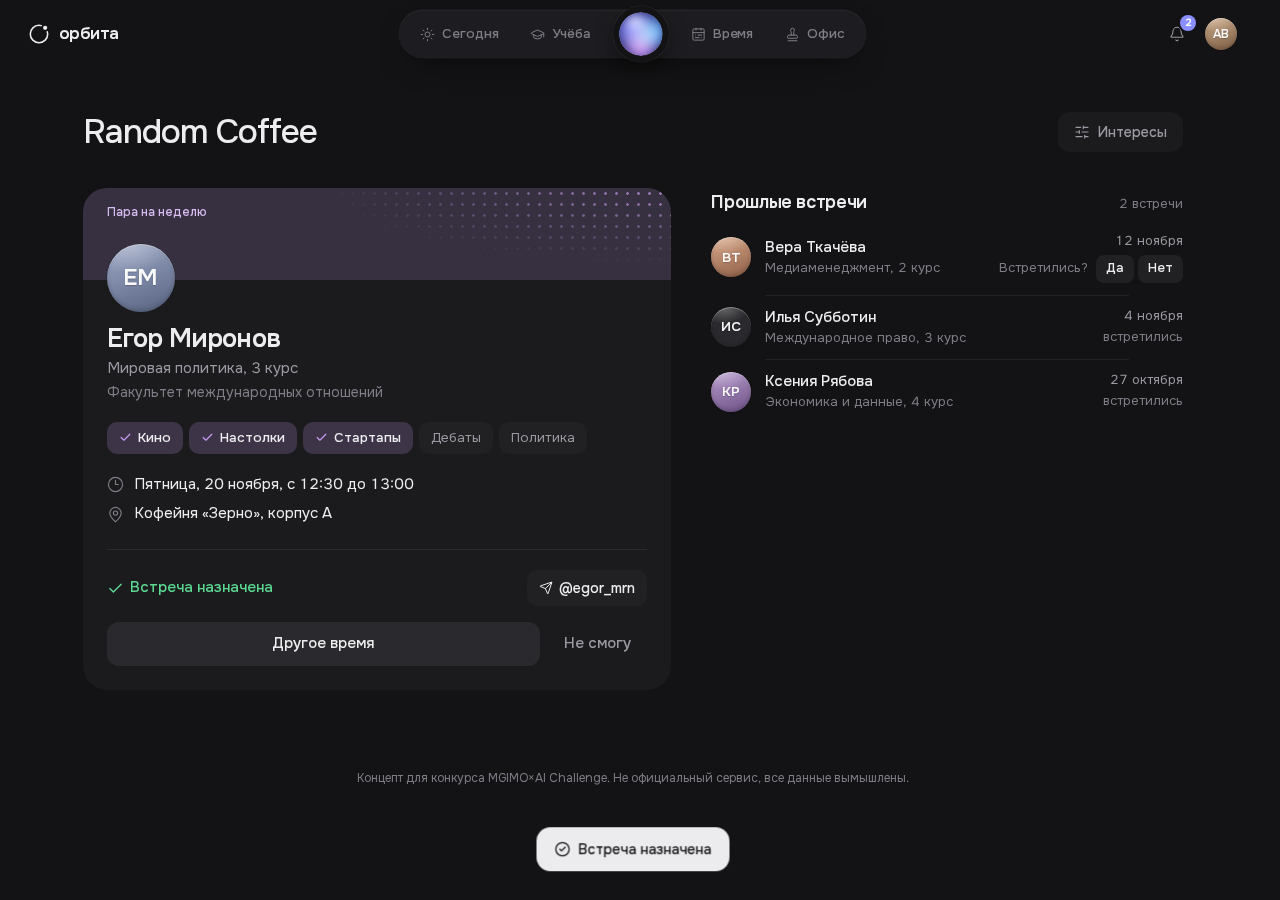 орбита
Сегодня
Учёба
Время
Офис
2
АВ
Random Coffee
Интересы
Пара на неделю
ЕМ
Егор Миронов
Мировая политика, 3 курс
Факультет международных отношений
Кино
Настолки
Стартапы
Дебаты
Политика
Пятница, 20 ноября, с 12:30 до 13:00
Кофейня «Зерно», корпус А
Встреча назначена
@egor_mrn
Другое время
Не смогу
Прошлые встречи
2 встречи
ВТ
Вера Ткачёва
12 ноября
Медиаменеджмент, 2 курс
Встретились?
Да
Нет
ИС
Илья Субботин
4 ноября
Международное право, 3 курс
встретились
КР
Ксения Рябова
27 октября
Экономика и данные, 4 курс
встретились
Концепт для конкурса MGIMO×AI Challenge. Не официальный сервис, все данные вымышлены.
Встреча назначена